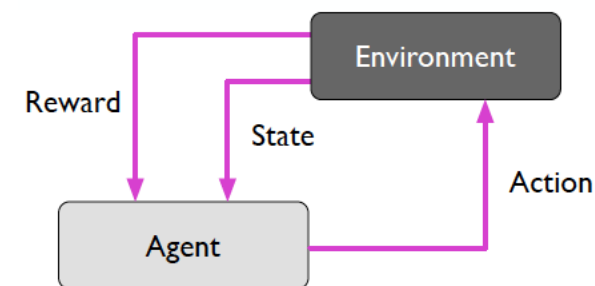 Environment
Reward
State
Action
Agent